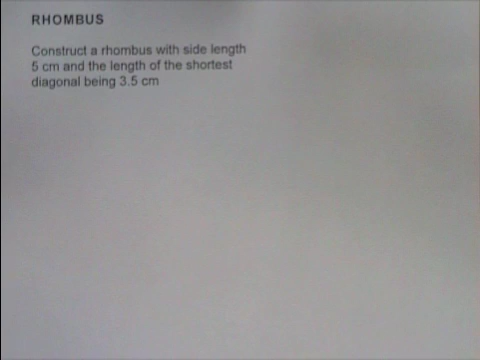 RHOMBUS
Construct a rhombus with side length
5 cm and the length of the shortest
diagonal being 3.5 cm